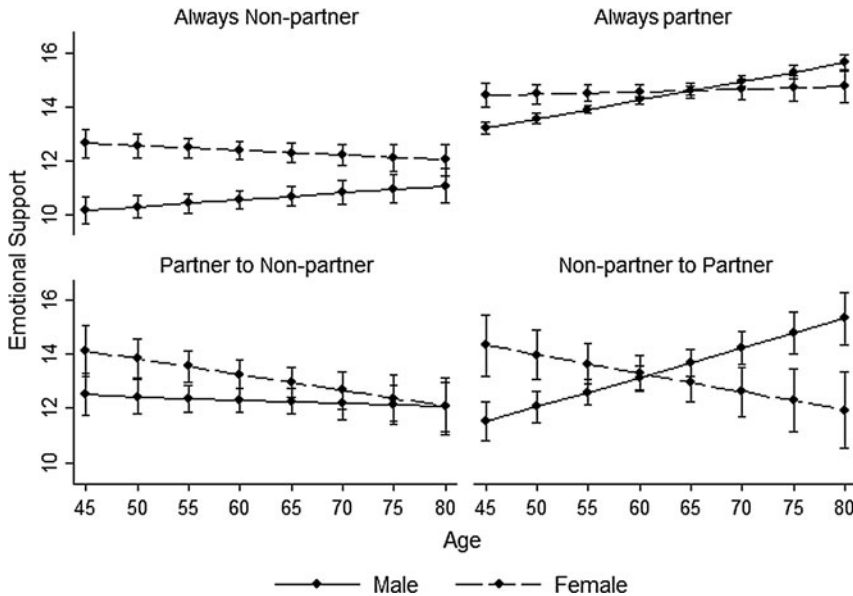 Always Non-partner
Always partner
16
14
12
10
Partner to Non-partner
Non-partner to Partner
16
14
12
10
Emotional Support
45 50 55 60 65 70 75 80
45 50 55 60 65 70 75 80
Age
Male
Female